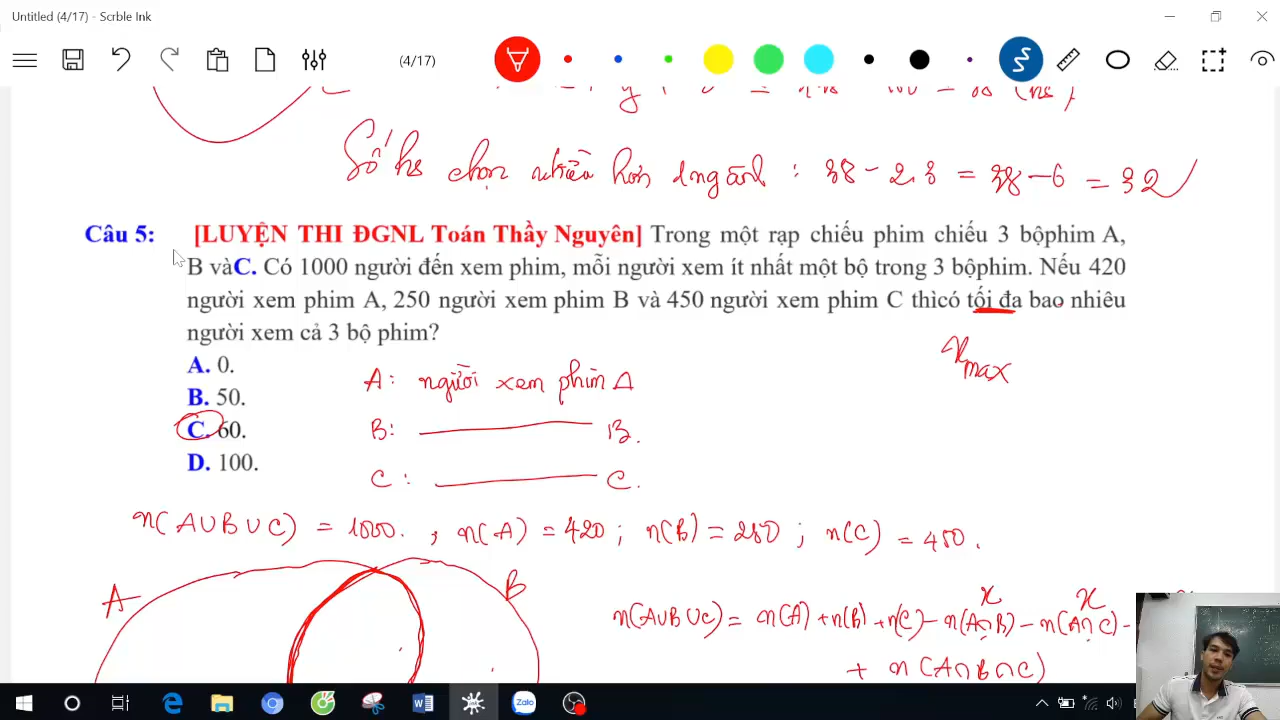 Untitled (4/17) - Scrble Ink
(4/17)
Số hs chọn nhiều hơn 1 ngành : 38 - 2.3 = 38 - 6 = 32
Câu 5: [LUYỆN THI ĐGNL Toán Thầy Nguyên] Trong một rạp chiếu phim chiếu 3 bộphim A,
B vàC. Có 1000 người đến xem phim, mỗi người xem ít nhất một bộ trong 3 bộphim. Nếu 420
người xem phim A, 250 người xem phim B và 450 người xem phim C thìcó tối đa bao nhiêu
người xem cả 3 bộ phim?
xmax
A. 0.
B. 50.
C. 60.
D. 100.
A: người xem phim A
B: B.
C: C.
n(A∪B∪C) = 1000. , n(A) = 420 ; n(B) = 250 ; n(C) = 450.
A
B
x x
n(A∪B∪C) = n(A) + n(B) + n(C) - n(A∩B) - n(A∩C) -
+ n(A∩B∩C)
Zalo